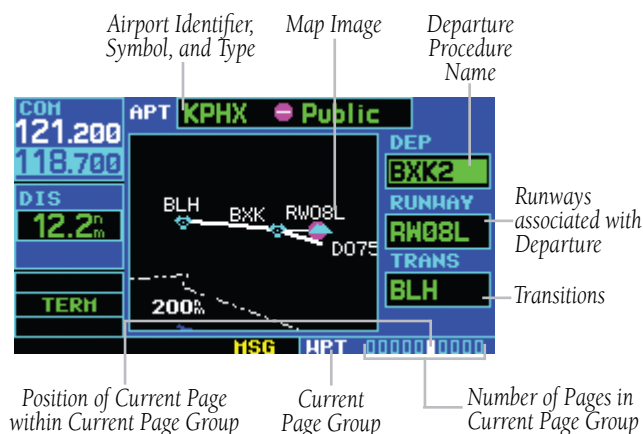 Airport Identifier,
Symbol, and Type
Map Image
Departure
Procedure
Name
COM
121.200
118.700
APT KPHX Public
DEP
BXK2
DIS
12.2nm
BLH
BXK
RW08L
D075
RUNWAY
RW08L
Runways
associated with
Departure
TRANS
BLH
Transitions
TERM
200nm
MSG
WPT
Position of Current Page
within Current Page Group
Current
Page Group
Number of Pages in
Current Page Group